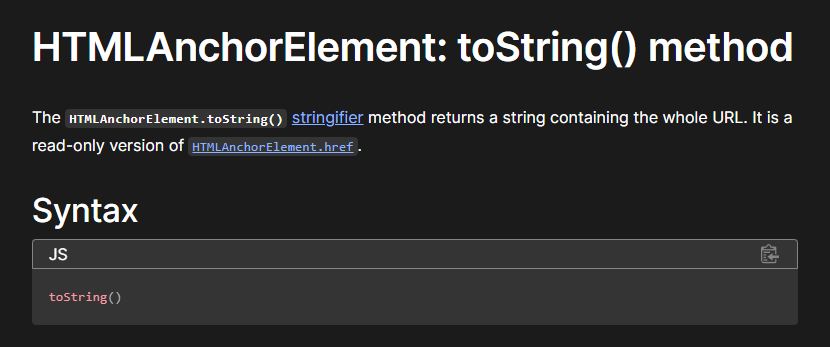 HTMLAnchorElement: toString() method
The HTMLAnchorElement.toString() stringifier method returns a string containing the whole URL. It is a
read-only version of HTMLAnchorElement.href.
Syntax
JS
toString()